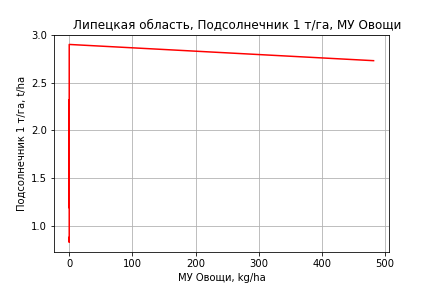 Липецкая область, Подсолнечник 1 т/га, МУ Овощи
3.0
2.5
2.0
1.5
1.0
Подсолнечник 1 т/га, t/ha
0 100 200 300 400 500
МУ Овощи, kg/ha